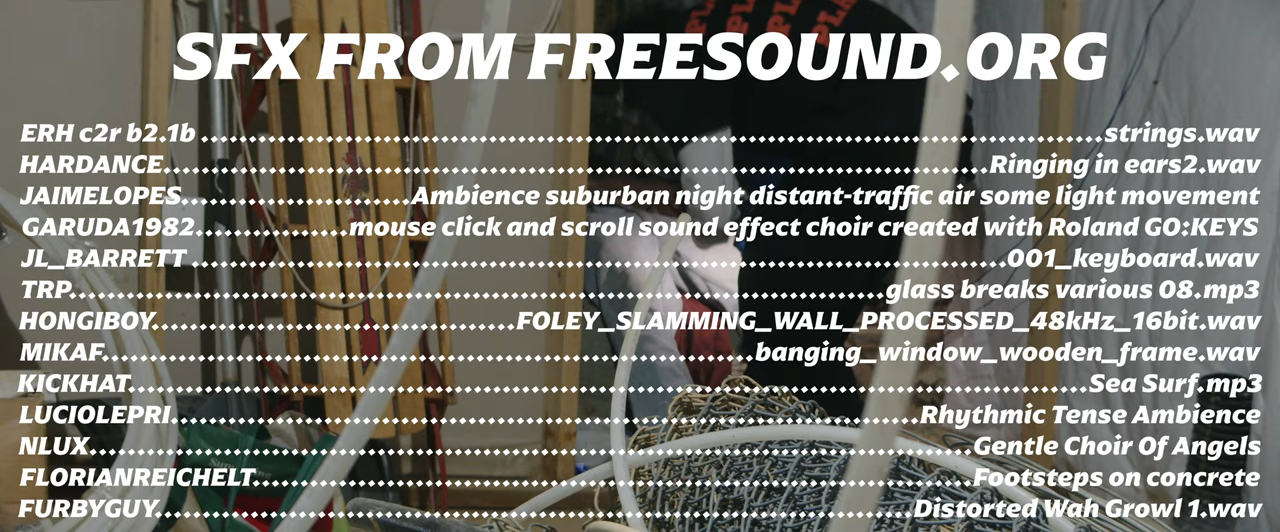 SFX FROM FREESOUND.ORG
ERH c2r b2.1b ........................................ strings.wav
HARDANCE........................................Ringing in ears2.wav
JAIMELOPES........................................Ambience suburban night distant-traffic air some light movement
GARUDA1982...............mouse click and scroll sound effect choir created with Roland GO:KEYS
JL_BARRETT ........................................001_keyboard.wav
TRP........................................glass breaks various 08.mp3
HONGIBOY........................................FOLEY_SLAMMING_WALL_PROCESSED_48kHz_16bit.wav
MIKAF........................................banging_window_wooden_frame.wav
KICKHAT........................................Sea Surf.mp3
LUCIOLEPRI........................................Rhythmic Tense Ambience
NLUX........................................Gentle Choir Of Angels
FLORIANREICHELT........................................Footsteps on concrete
FURBYGUY........................................Distorted Wah Growl 1.wav